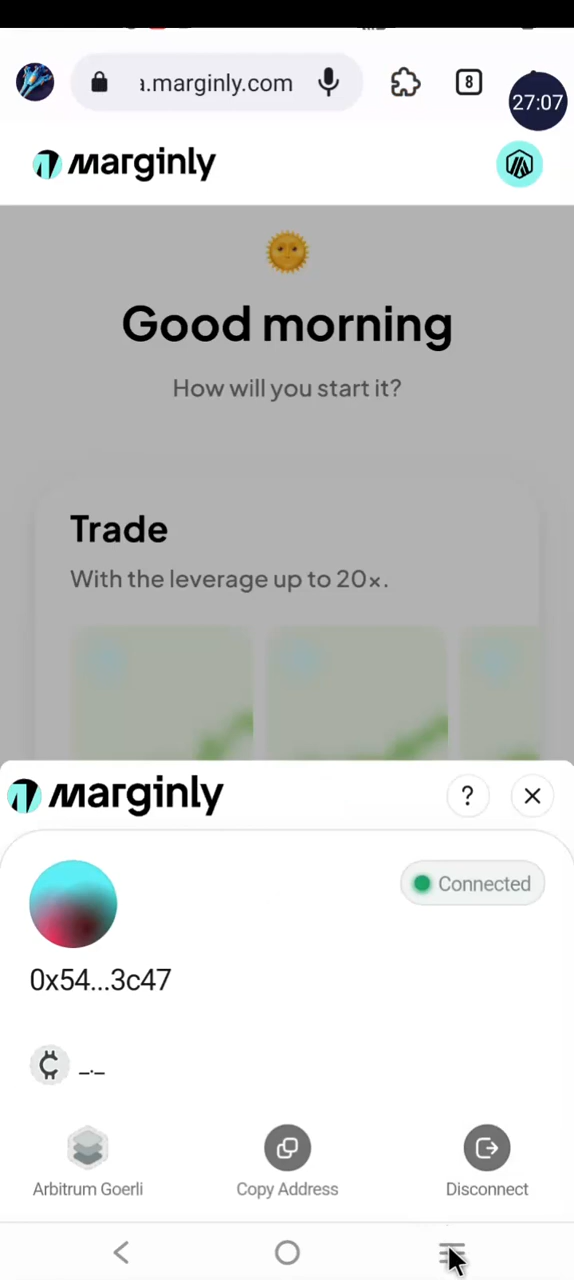 a.marginly.com
8
27:07
marginly
Good morning
How will you start it?
Trade
With the leverage up to 20×.
marginly
?
Connected
0x54...3c47
_._
Arbitrum Goerli
Copy Address
Disconnect